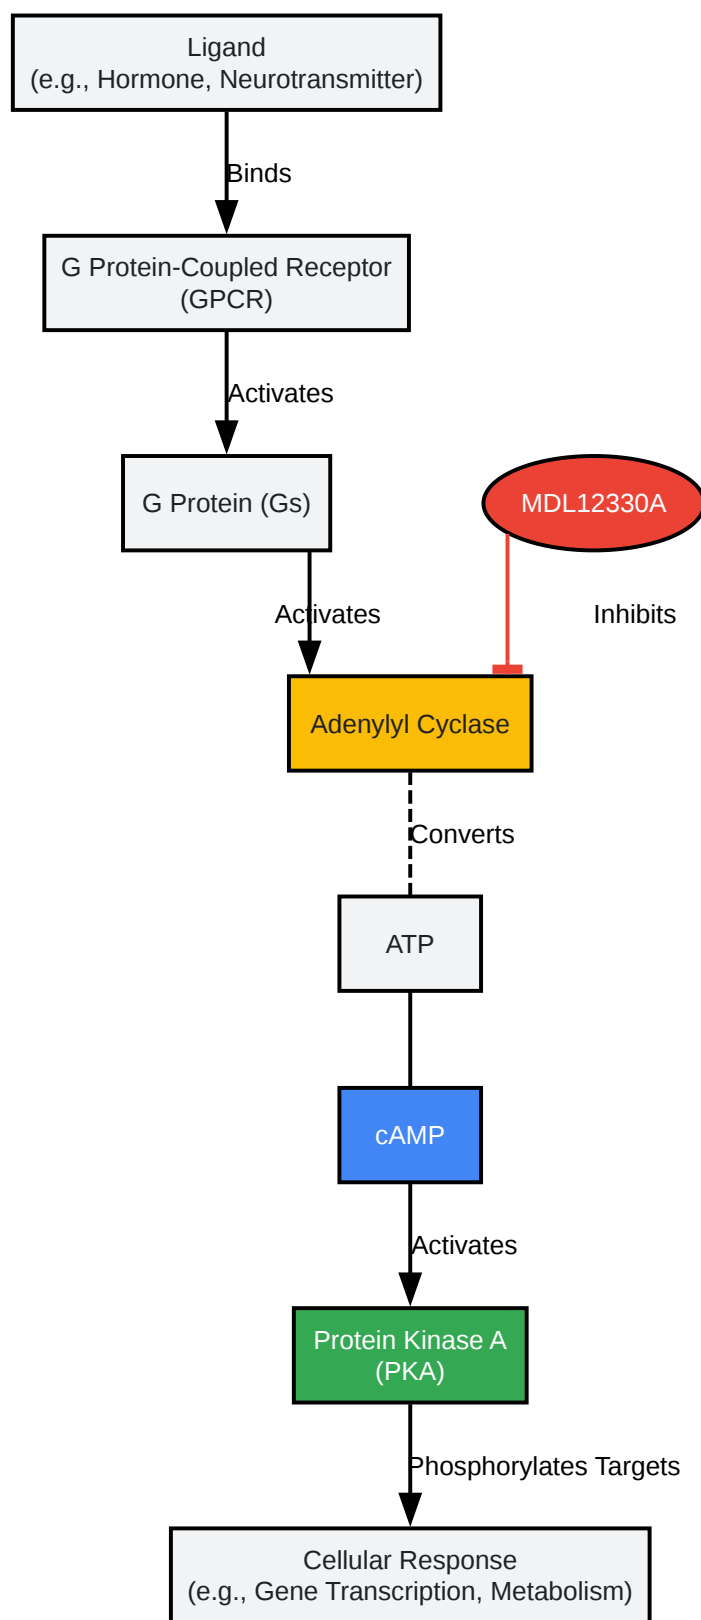 Ligand
(e.g., Hormone, Neurotransmitter)
Binds
G Protein-Coupled Receptor
(GPCR)
Activates
G Protein (Gs)
MDL12330A
Activates
Inhibits
Adenylyl Cyclase
Converts
ATP
cAMP
Activates
Protein Kinase A
(PKA)
Phosphorylates Targets
Cellular Response
(e.g., Gene Transcription, Metabolism)